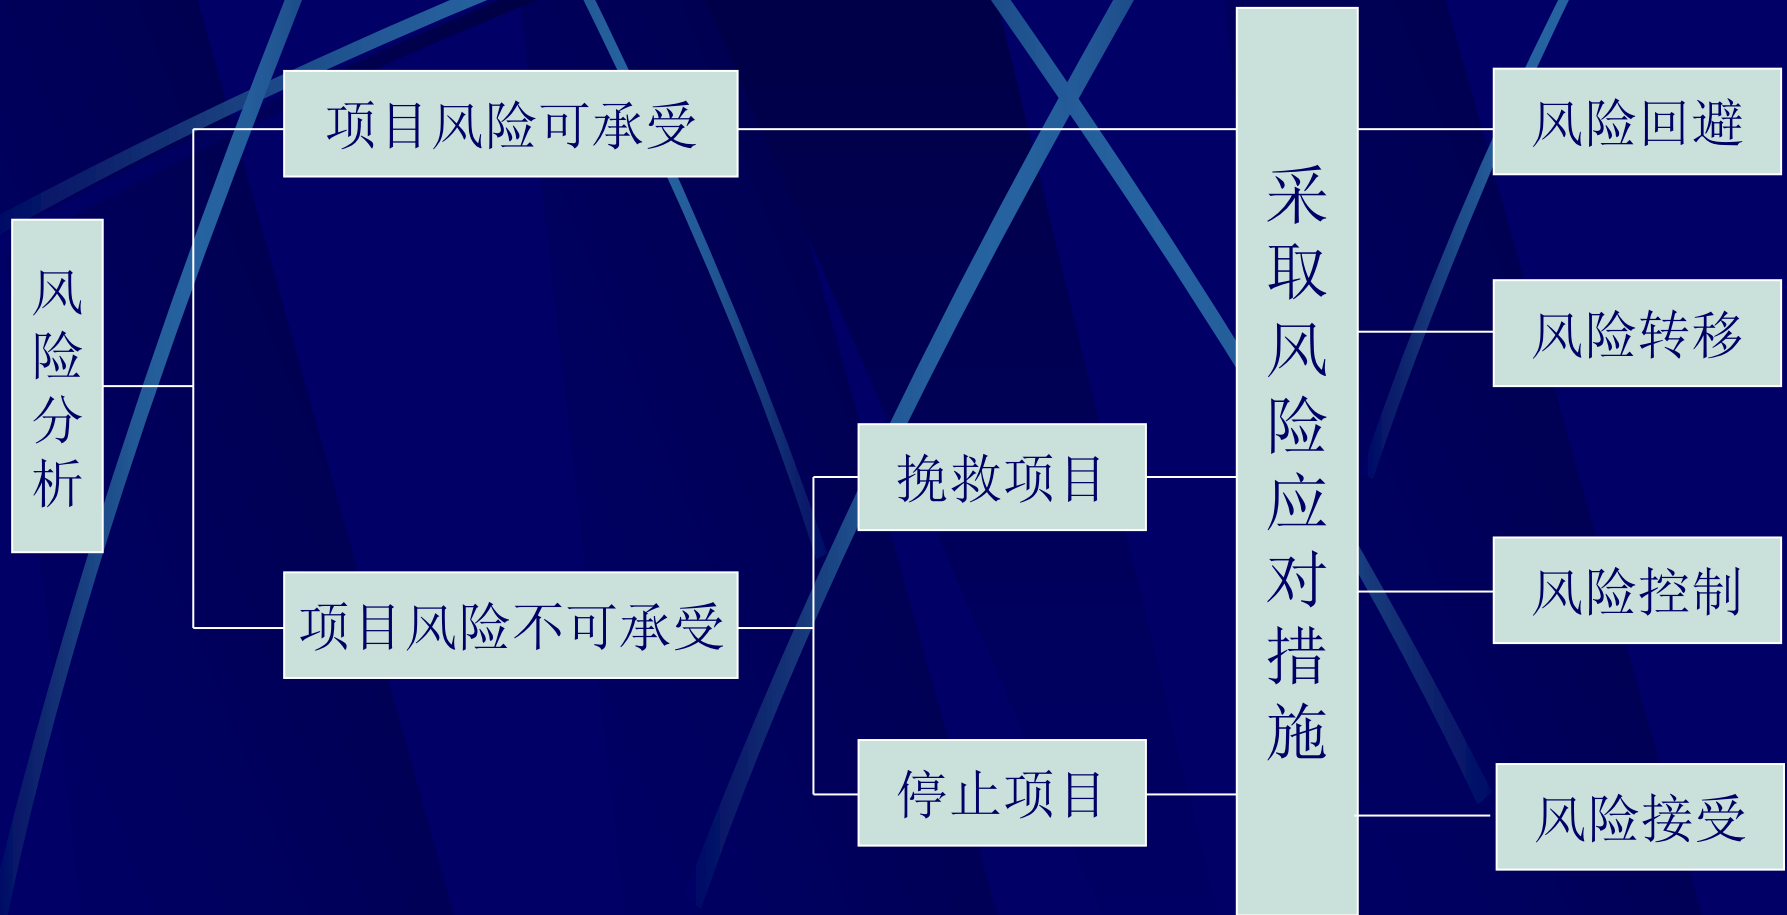 风险分析
项目风险可承受
项目风险不可承受
挽救项目
停止项目
采取风险应对措施
风险回避
风险转移
风险控制
风险接受